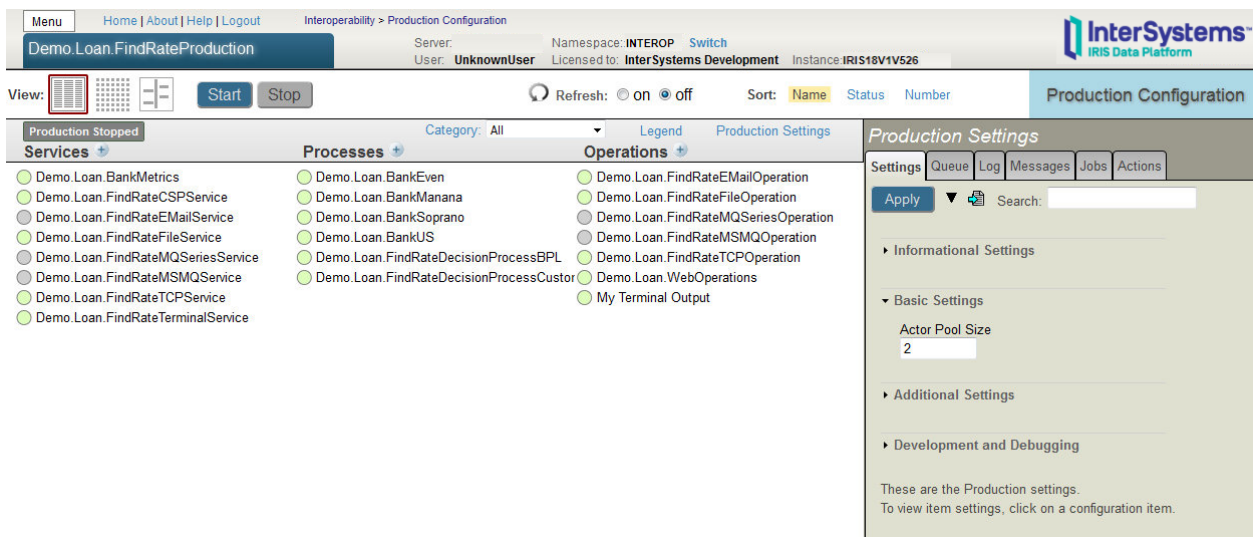 Menu Home | About | Help | Logout Interoperability > Production Configuration
Demo.Loan.FindRateProduction
Server: Namespace: INTEROP Switch
User: UnknownUser Licensed to: InterSystems Development Instance: IRIS18V1V526
InterSystems
IRIS Data Platform
View: Start Stop Refresh: on off Sort: Name Status Number
Production Configuration
Production Stopped Category: All Legend Production Settings
Services Processes Operations
Demo.Loan.BankMetrics Demo.Loan.BankEven Demo.Loan.FindRateEMailOperation
Demo.Loan.FindRateCSPService Demo.Loan.BankManana Demo.Loan.FindRateFileOperation
Demo.Loan.FindRateEMailService Demo.Loan.BankSoprano Demo.Loan.FindRateMQSeriesOperation
Demo.Loan.FindRateFileService Demo.Loan.BankUS Demo.Loan.FindRateMSMQOperation
Demo.Loan.FindRateMQSeriesService Demo.Loan.FindRateDecisionProcessBPL Demo.Loan.FindRateTCPOperation
Demo.Loan.FindRateMSMQService Demo.Loan.FindRateDecisionProcessCustom Demo.Loan.WebOperations
Demo.Loan.FindRateTCPService My Terminal Output
Demo.Loan.FindRateTerminalService
Production Settings
Settings Queue Log Messages Jobs Actions
Apply Search:
Informational Settings
Basic Settings
Actor Pool Size
2
Additional Settings
Development and Debugging
These are the Production settings.
To view item settings, click on a configuration item.